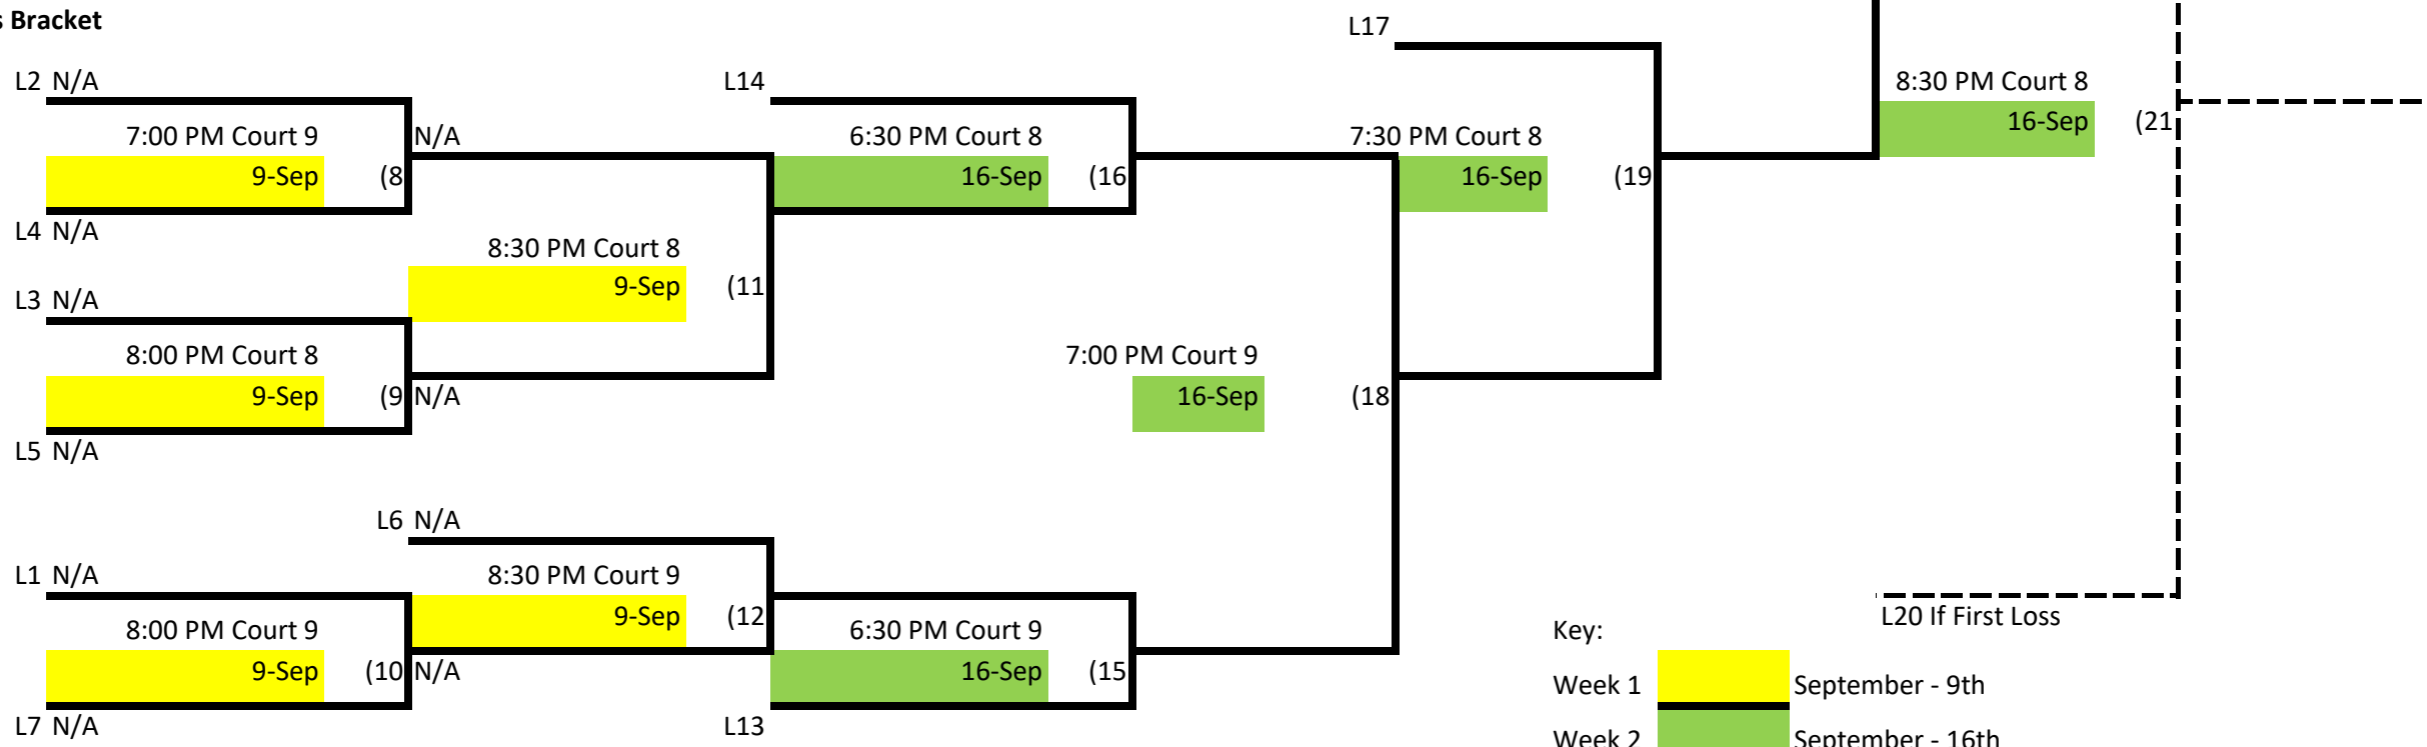 s Bracket
L17
L2 N/A
L14
8:30 PM Court 8
7:00 PM Court 9
N/A
6:30 PM Court 8
7:30 PM Court 8
16-Sep (21
9-Sep (8
16-Sep (16
16-Sep (19
L4 N/A
8:30 PM Court 8
9-Sep (11
L3 N/A
8:00 PM Court 8
7:00 PM Court 9
9-Sep (9
N/A
16-Sep (18
L5 N/A
L6 N/A
L1 N/A
8:30 PM Court 9
9-Sep (12
L20 If First Loss
8:00 PM Court 9
6:30 PM Court 9
Key:
9-Sep (10
N/A
16-Sep (15
Week 1 September - 9th
L7 N/A
L13
Week 2 September - 16th